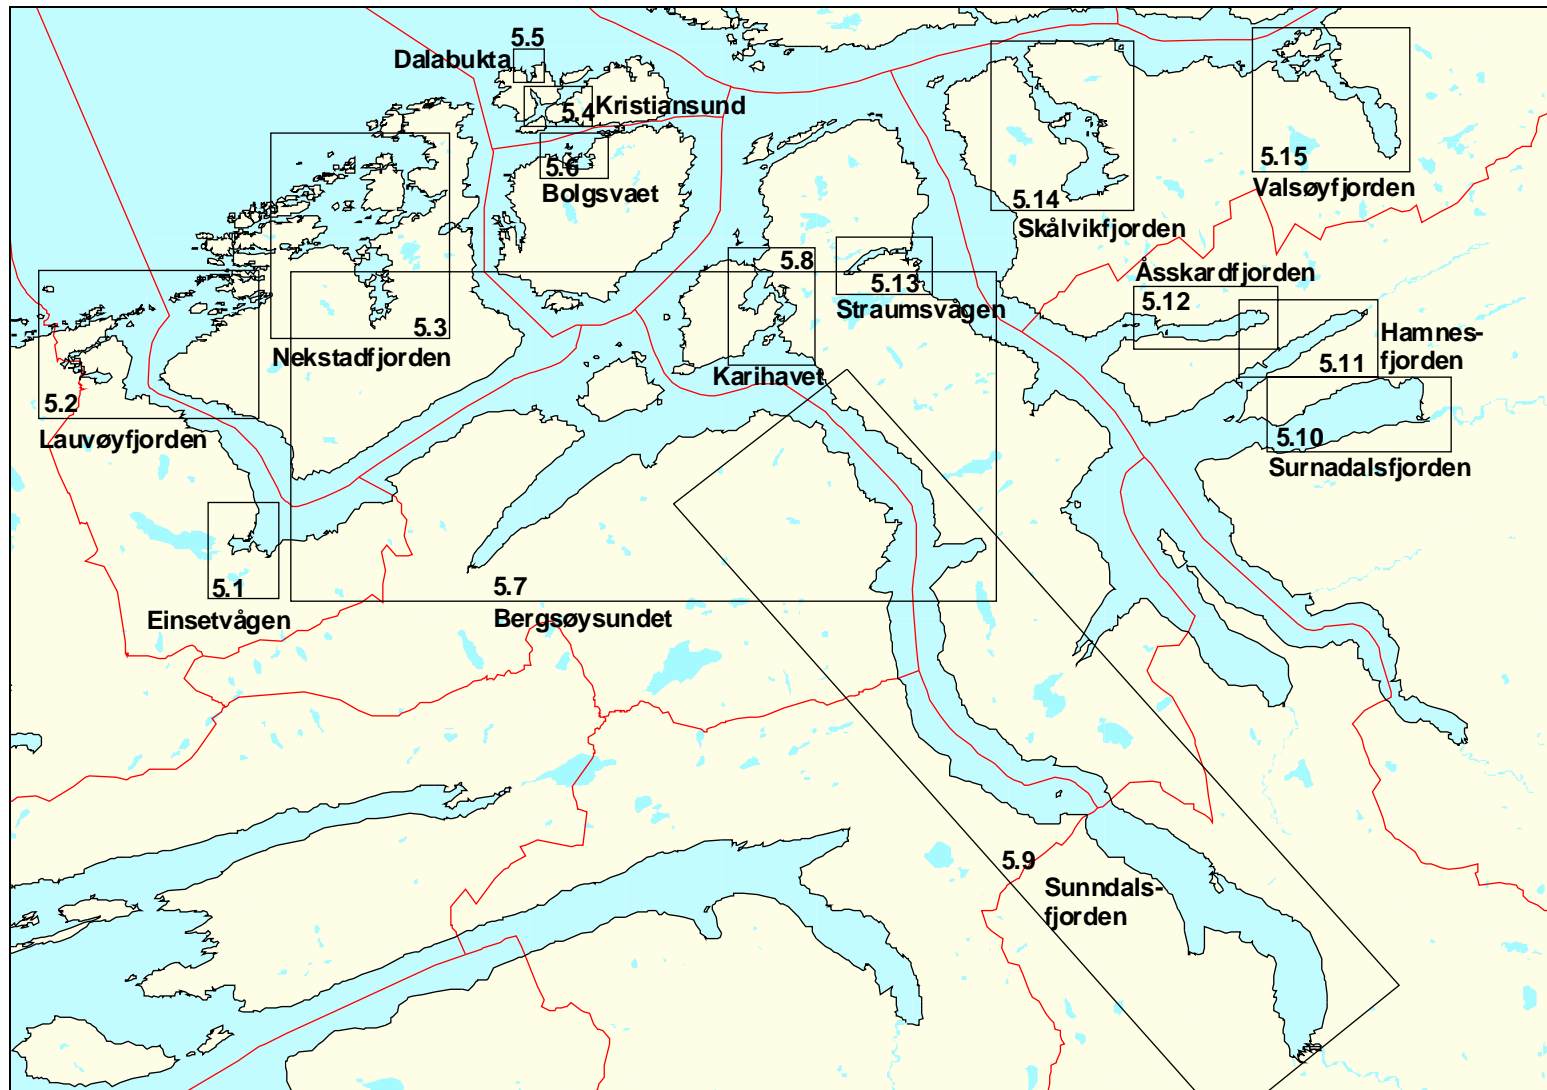 5.5
Dalabukta
5.4
Kristiansund
5.6
Bolgsvaet
5.15
Valsøyfjorden
5.14
Skålvikfjorden
5.8
Karihavet
5.13
Straumsvågen
Åsskardfjorden
5.12
5.3
Nekstadfjorden
Hamnes-
fjorden
5.11
5.2
Lauvøyfjorden
5.10
Surnadalsfjorden
5.1
Einsetvågen
5.7
Bergsøysundet
5.9
Sunndals-
fjorden